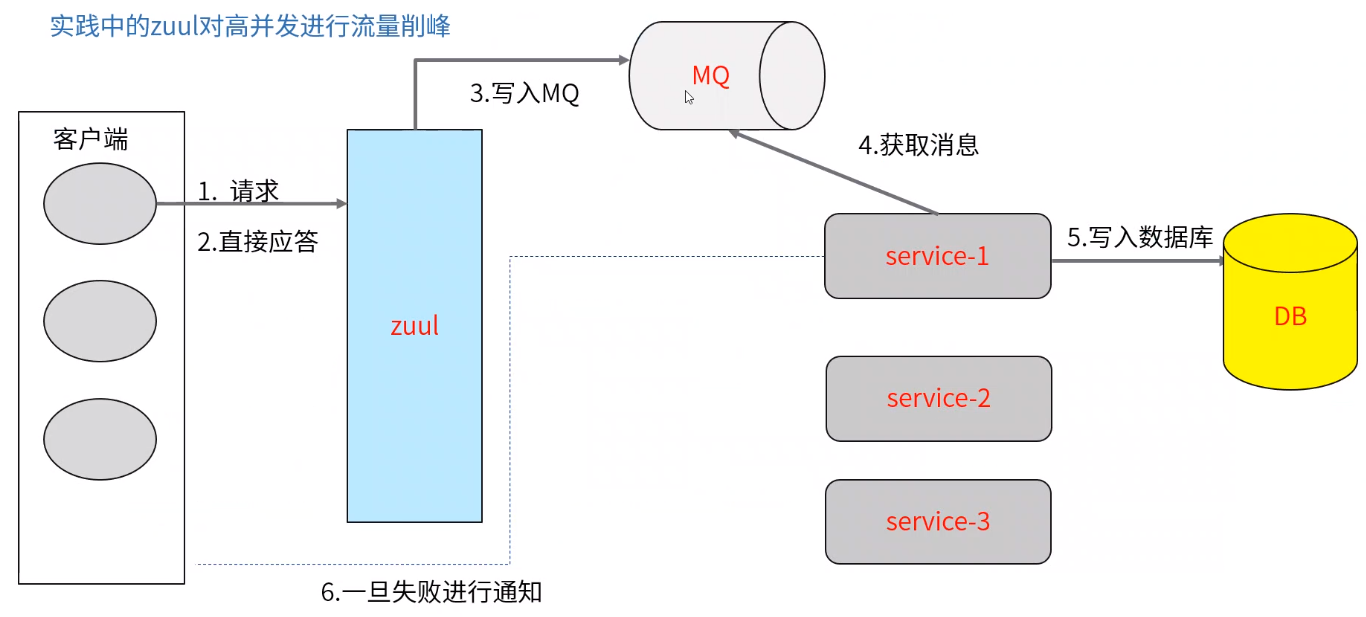 实践中的zuul对高并发进行流量削峰
MQ
3.写入MQ
客户端
4.获取消息
1. 请求
2.直接应答
5.写入数据库
service-1
zuul
DB
service-2
service-3
6.一旦失败进行通知